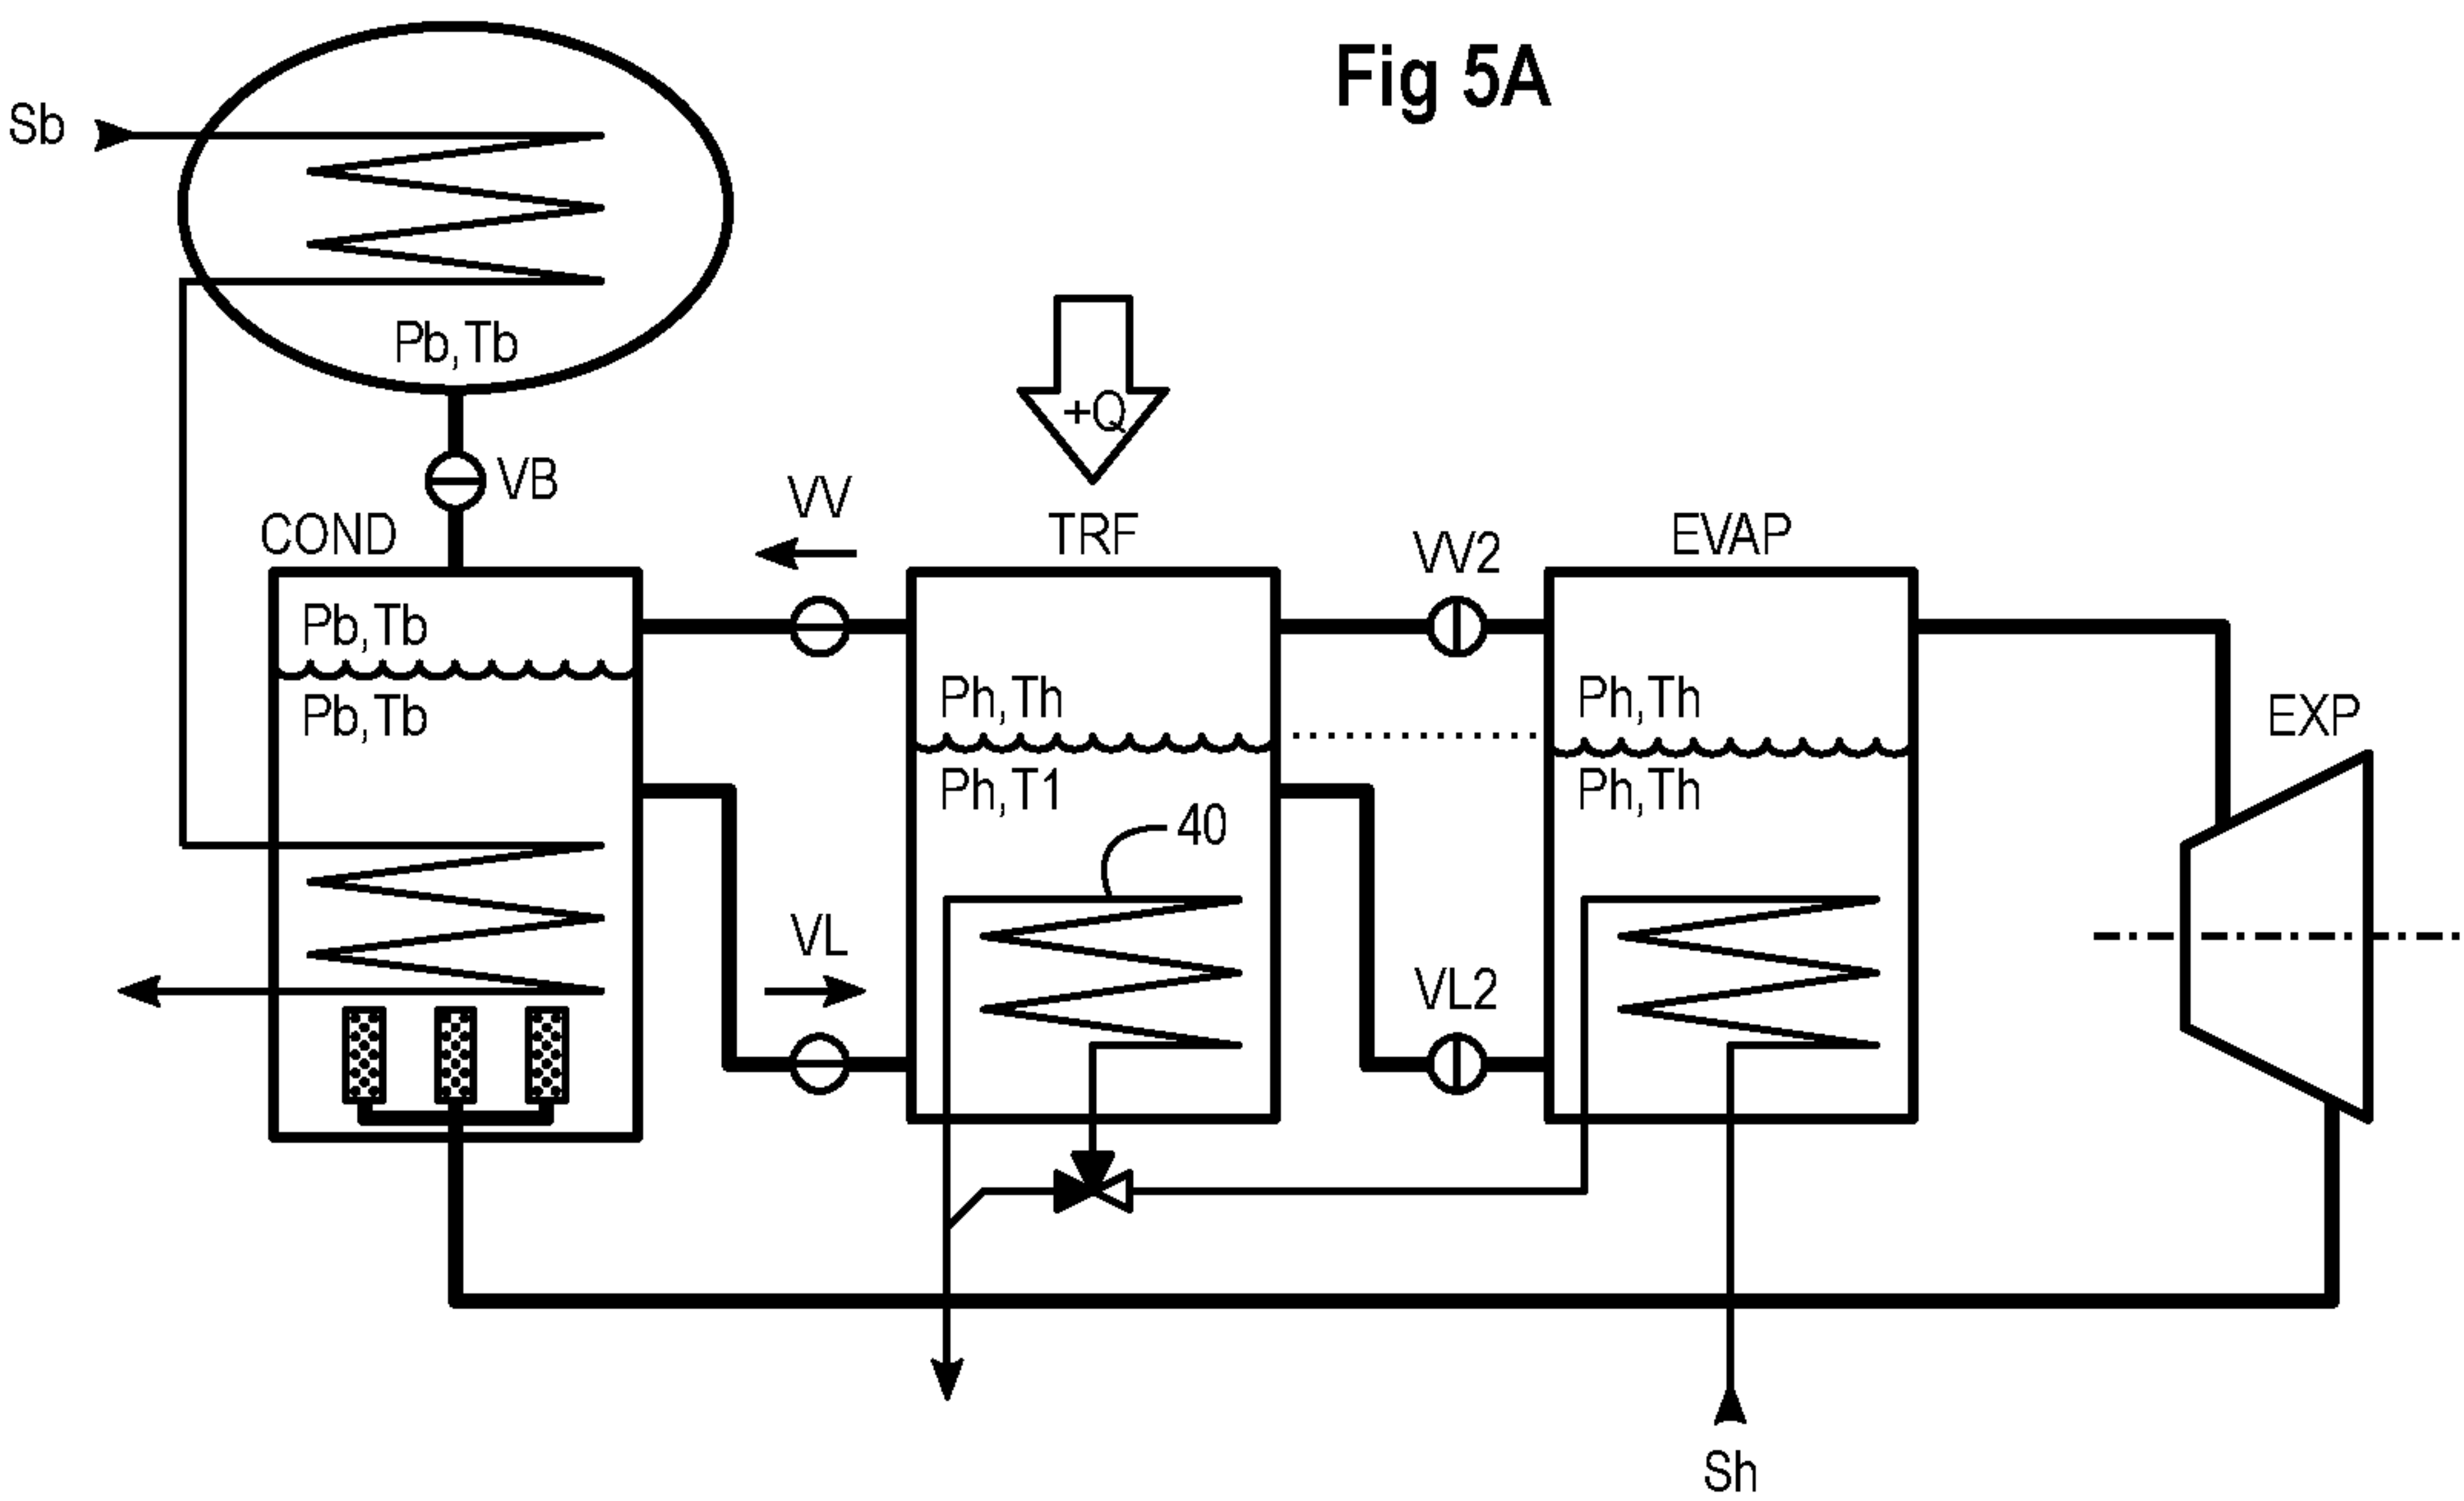 Fig 5A
Sb
Pb,Tb
+Q
VB
VV
COND
TRF
VV2
EVAP
Pb,Tb
Pb,Tb
Ph,Th
Ph,T1
Ph,Th
Ph,Th
EXP
40
VL
VL2
Sh